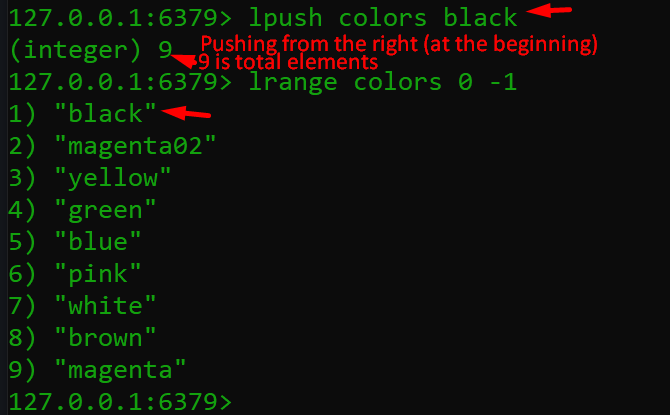 127.0.0.1:6379> lpush colors black
(integer) 9
Pushing from the right (at the beginning)
9 is total elements
127.0.0.1:6379> lrange colors 0 -1
1) "black"
2) "magenta02"
3) "yellow"
4) "green"
5) "blue"
6) "pink"
7) "white"
8) "brown"
9) "magenta"
127.0.0.1:6379>